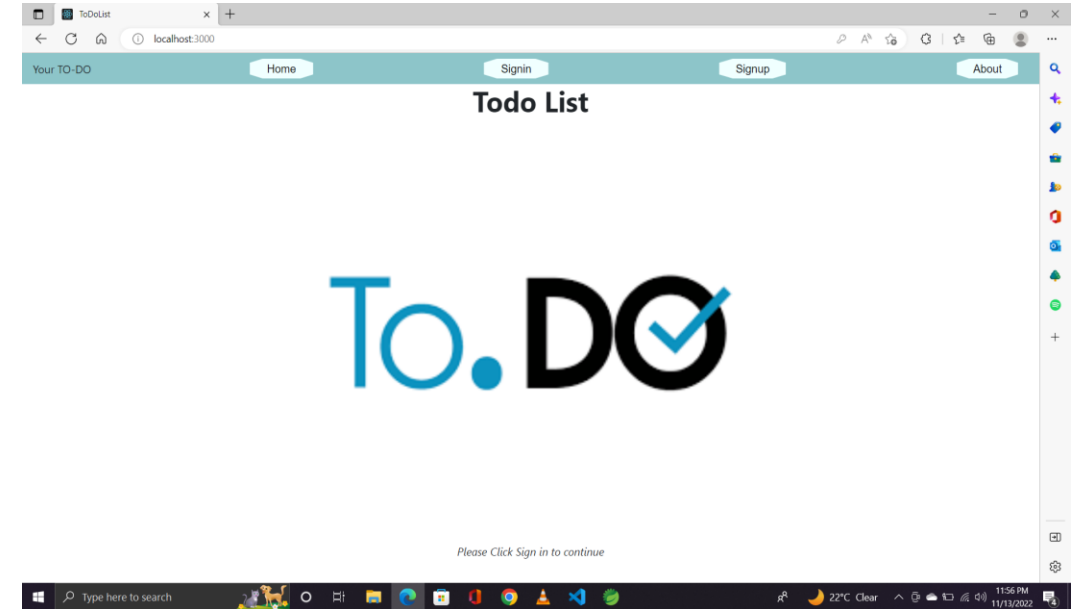 ToDoList
localhost:3000
Your TO-DO Home Signin Signup About
Todo List
To.DO
Please Click Sign in to continue
Type here to search 22°C Clear 11:56 PM
11/13/2022
4